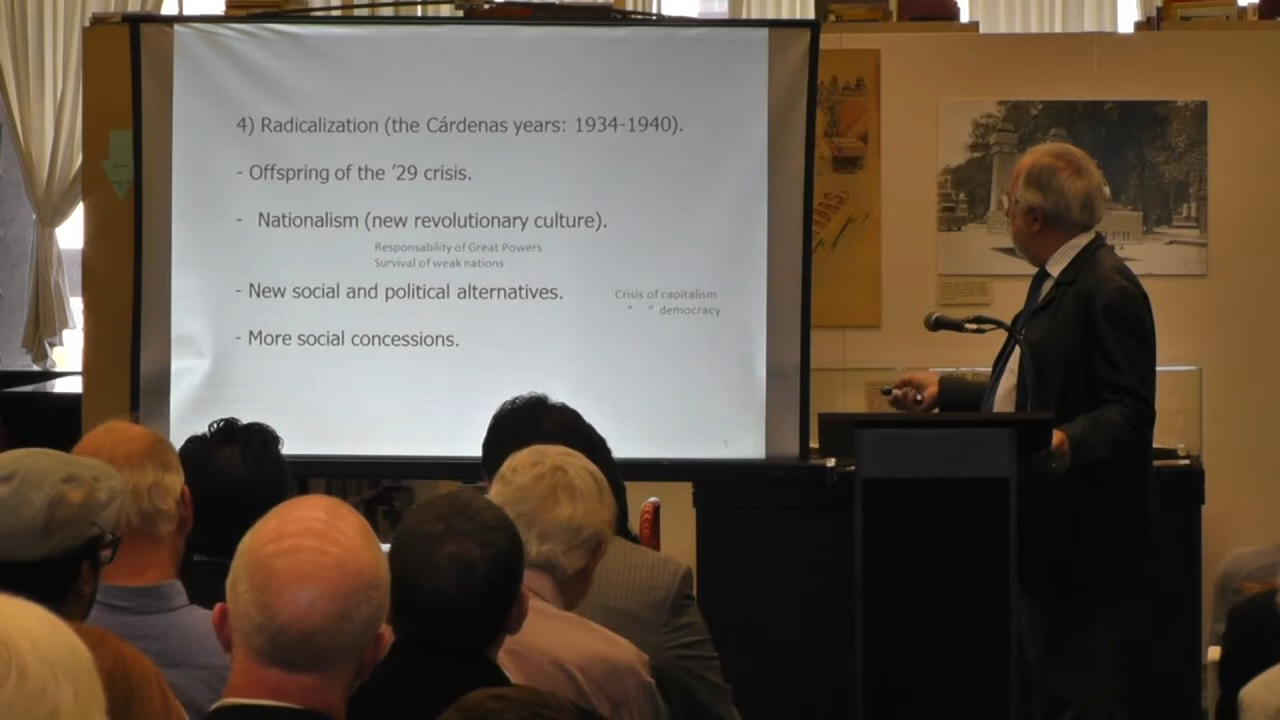 4) Radicalization (the Cárdenas years: 1934-1940).
- Offspring of the '29 crisis.
- Nationalism (new revolutionary culture).
Responsability of Great Powers
Survival of weak nations
- New social and political alternatives.
Crisis of capitalism
“ “ democracy
- More social concessions.